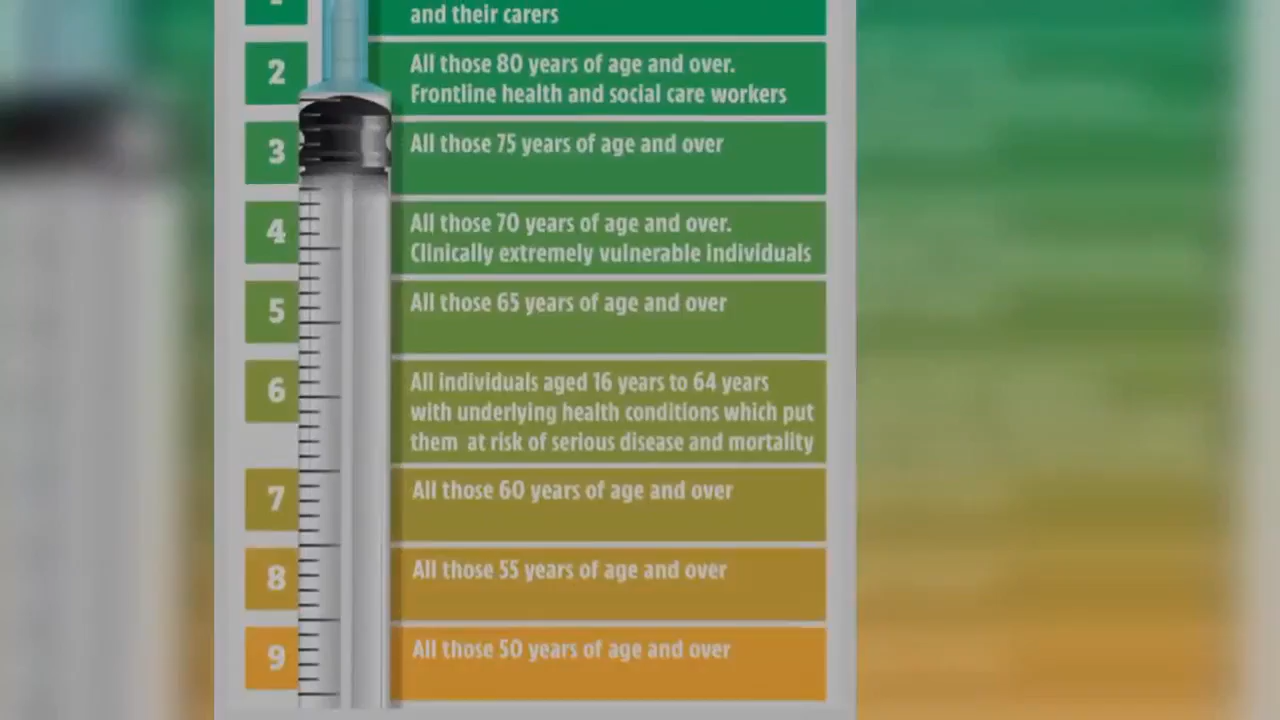 and their carers
2
All those 80 years of age and over.
Frontline health and social care workers
3
All those 75 years of age and over
4
All those 70 years of age and over.
Clinically extremely vulnerable individuals
5
All those 65 years of age and over
6
All individuals aged 16 years to 64 years
with underlying health conditions which put
them at risk of serious disease and mortality
7
All those 60 years of age and over
8
All those 55 years of age and over
9
All those 50 years of age and over